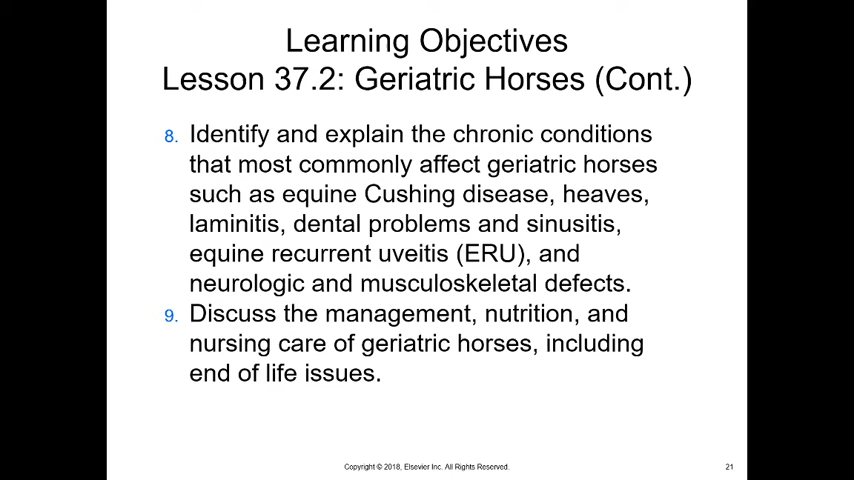 Learning Objectives
Lesson 37.2: Geriatric Horses (Cont.)
8. Identify and explain the chronic conditions
that most commonly affect geriatric horses
such as equine Cushing disease, heaves,
laminitis, dental problems and sinusitis,
equine recurrent uveitis (ERU), and
neurologic and musculoskeletal defects.
9. Discuss the management, nutrition, and
nursing care of geriatric horses, including
end of life issues.
Copyright © 2018, Elsevier Inc. All Rights Reserved.
21